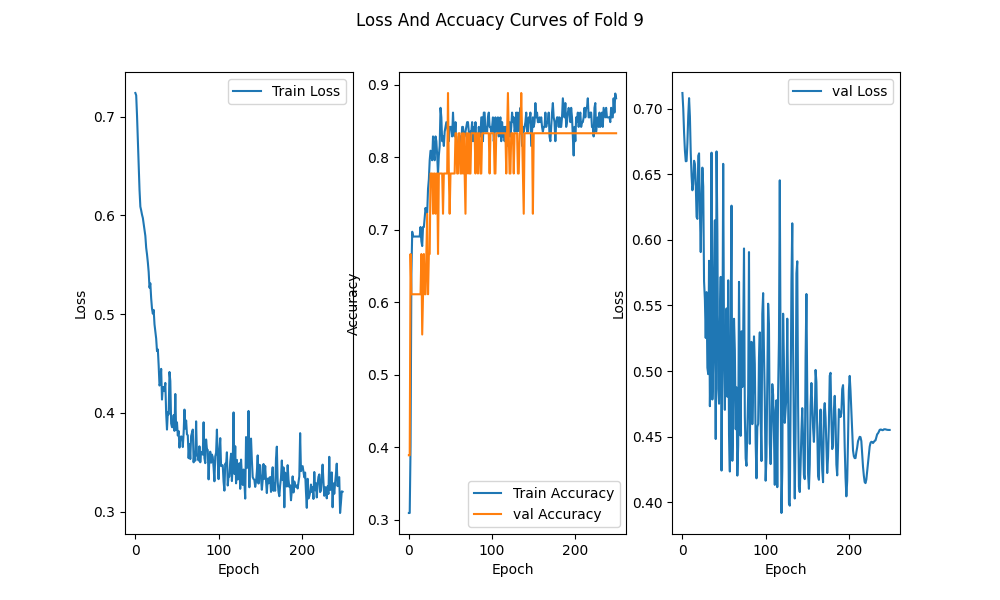 Loss And Accuacy Curves of Fold 9
Loss
0.7
0.6
0.5
0.4
0.3
Train Loss
0
100
200
Epoch
Accuracy
0.9
0.8
0.7
0.6
0.5
0.4
0.3
Train Accuracy
val Accuracy
0
100
200
Epoch
Loss
0.70
0.65
0.60
0.55
0.50
0.45
0.40
val Loss
0
100
200
Epoch